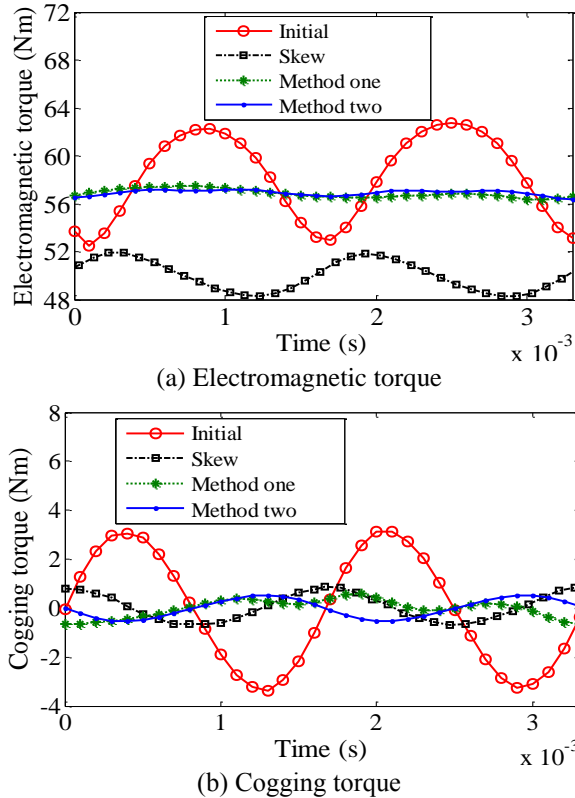 72
68
64
60
56
52
48
Electromagnetic torque (Nm)
Initial
Skew
Method one
Method two
0
1
2
3
Time (s)
x 10⁻³
(a) Electromagnetic torque
8
6
4
2
0
-2
-4
Cogging torque (Nm)
Initial
Skew
Method one
Method two
0
1
2
3
Time (s)
x 10⁻³
(b) Cogging torque